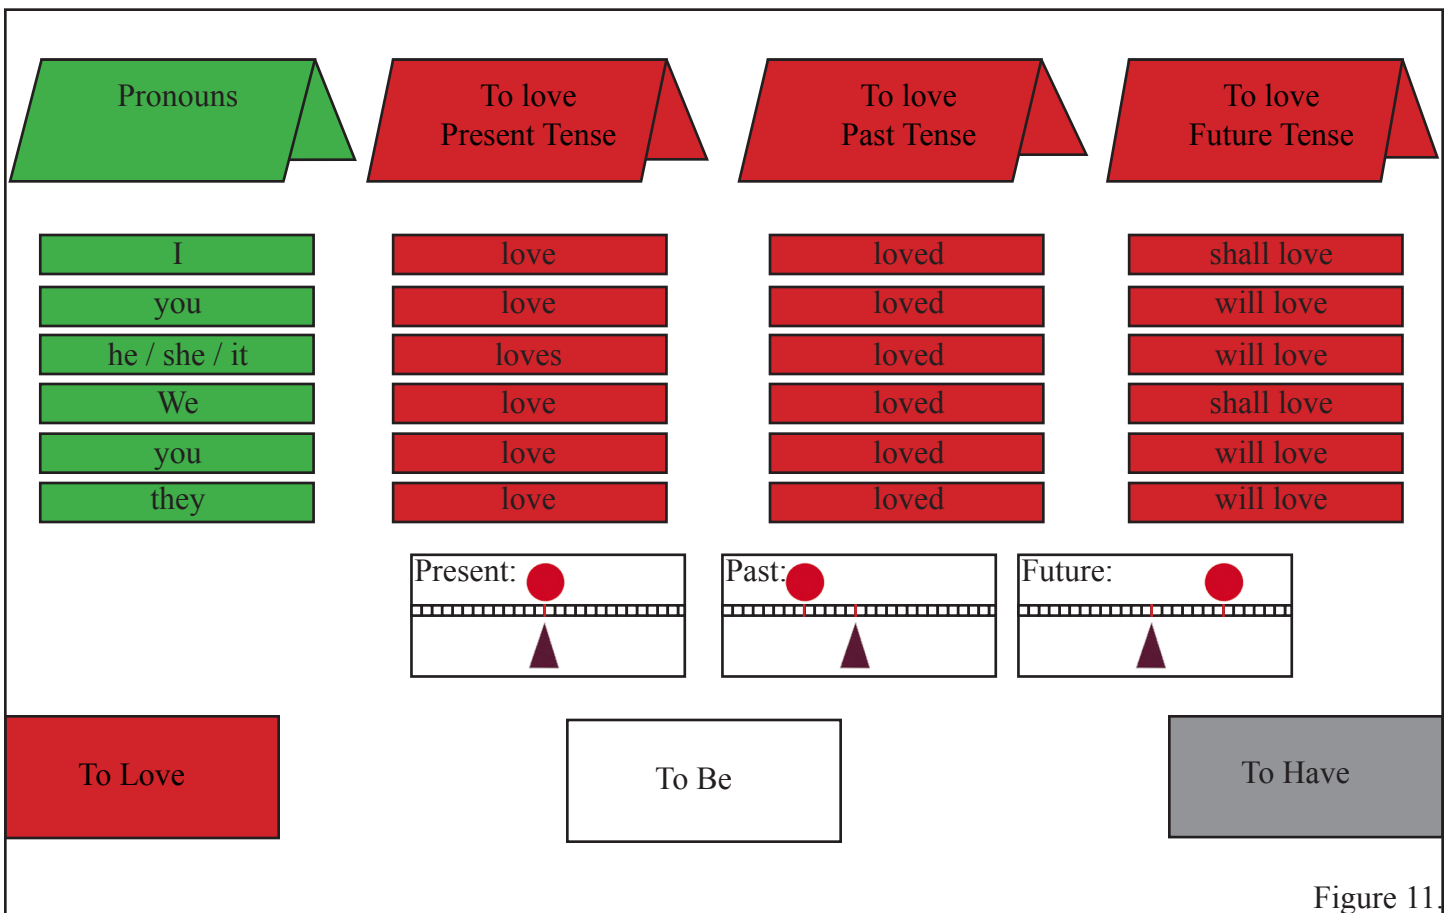 Pronouns
To love
Present Tense
To love
Past Tense
To love
Future Tense
I
love
loved
shall love
you
love
loved
will love
he / she / it
loves
loved
will love
We
love
loved
shall love
you
love
loved
will love
they
love
loved
will love
Present:
Past:
Future:
To Love
To Be
To Have
Figure 11.